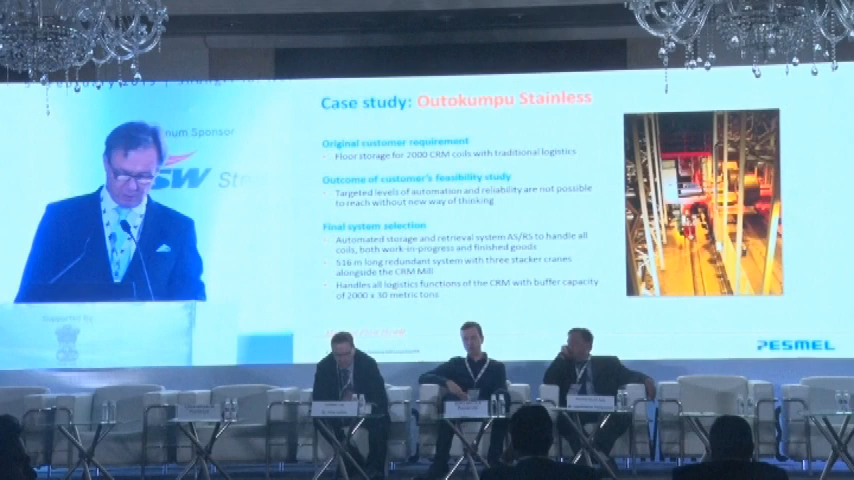 num Sponsor
SW Ste
Supported by
Case study: Outokumpu Stainless
Original customer requirement
Floor storage for 2000 CRM coils with traditional logistics
Outcome of customer's feasibility study
Targeted levels of automation and reliability are not possible
to reach without new way of thinking
Final system selection
Automated storage and retrieval system AS/RS to handle all
coils, both work-in-progress and finished goods
516 m long redundant system with three stacker cranes
alongside the CRM Mill
Handles all logistics functions of the CRM with buffer capacity
of 2000 x 30 metric tons
PESMEL